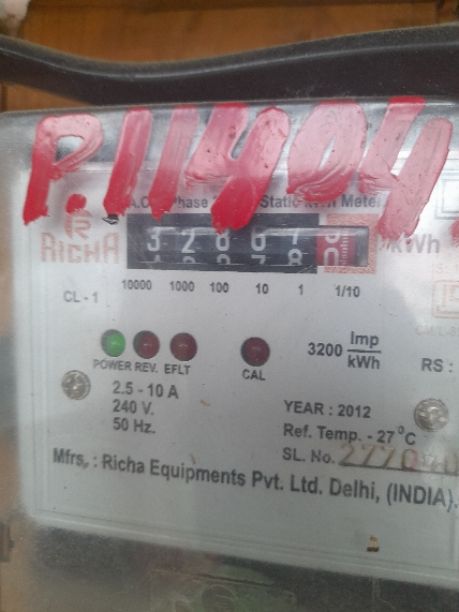 P.11404
A.C. Phase Static kWh Meter
RICHA
3 2 8 6 7 kWh
10000 1000 100 10 1 1/10
CL - 1
3200 Imp/kWh
POWER REV. EFLT CAL
RS :
2.5 - 10 A
240 V.
50 Hz.
YEAR : 2012
Ref. Temp. - 27°C
SL. No.
Mfrs, : Richa Equipments Pvt. Ltd. Delhi, (INDIA).